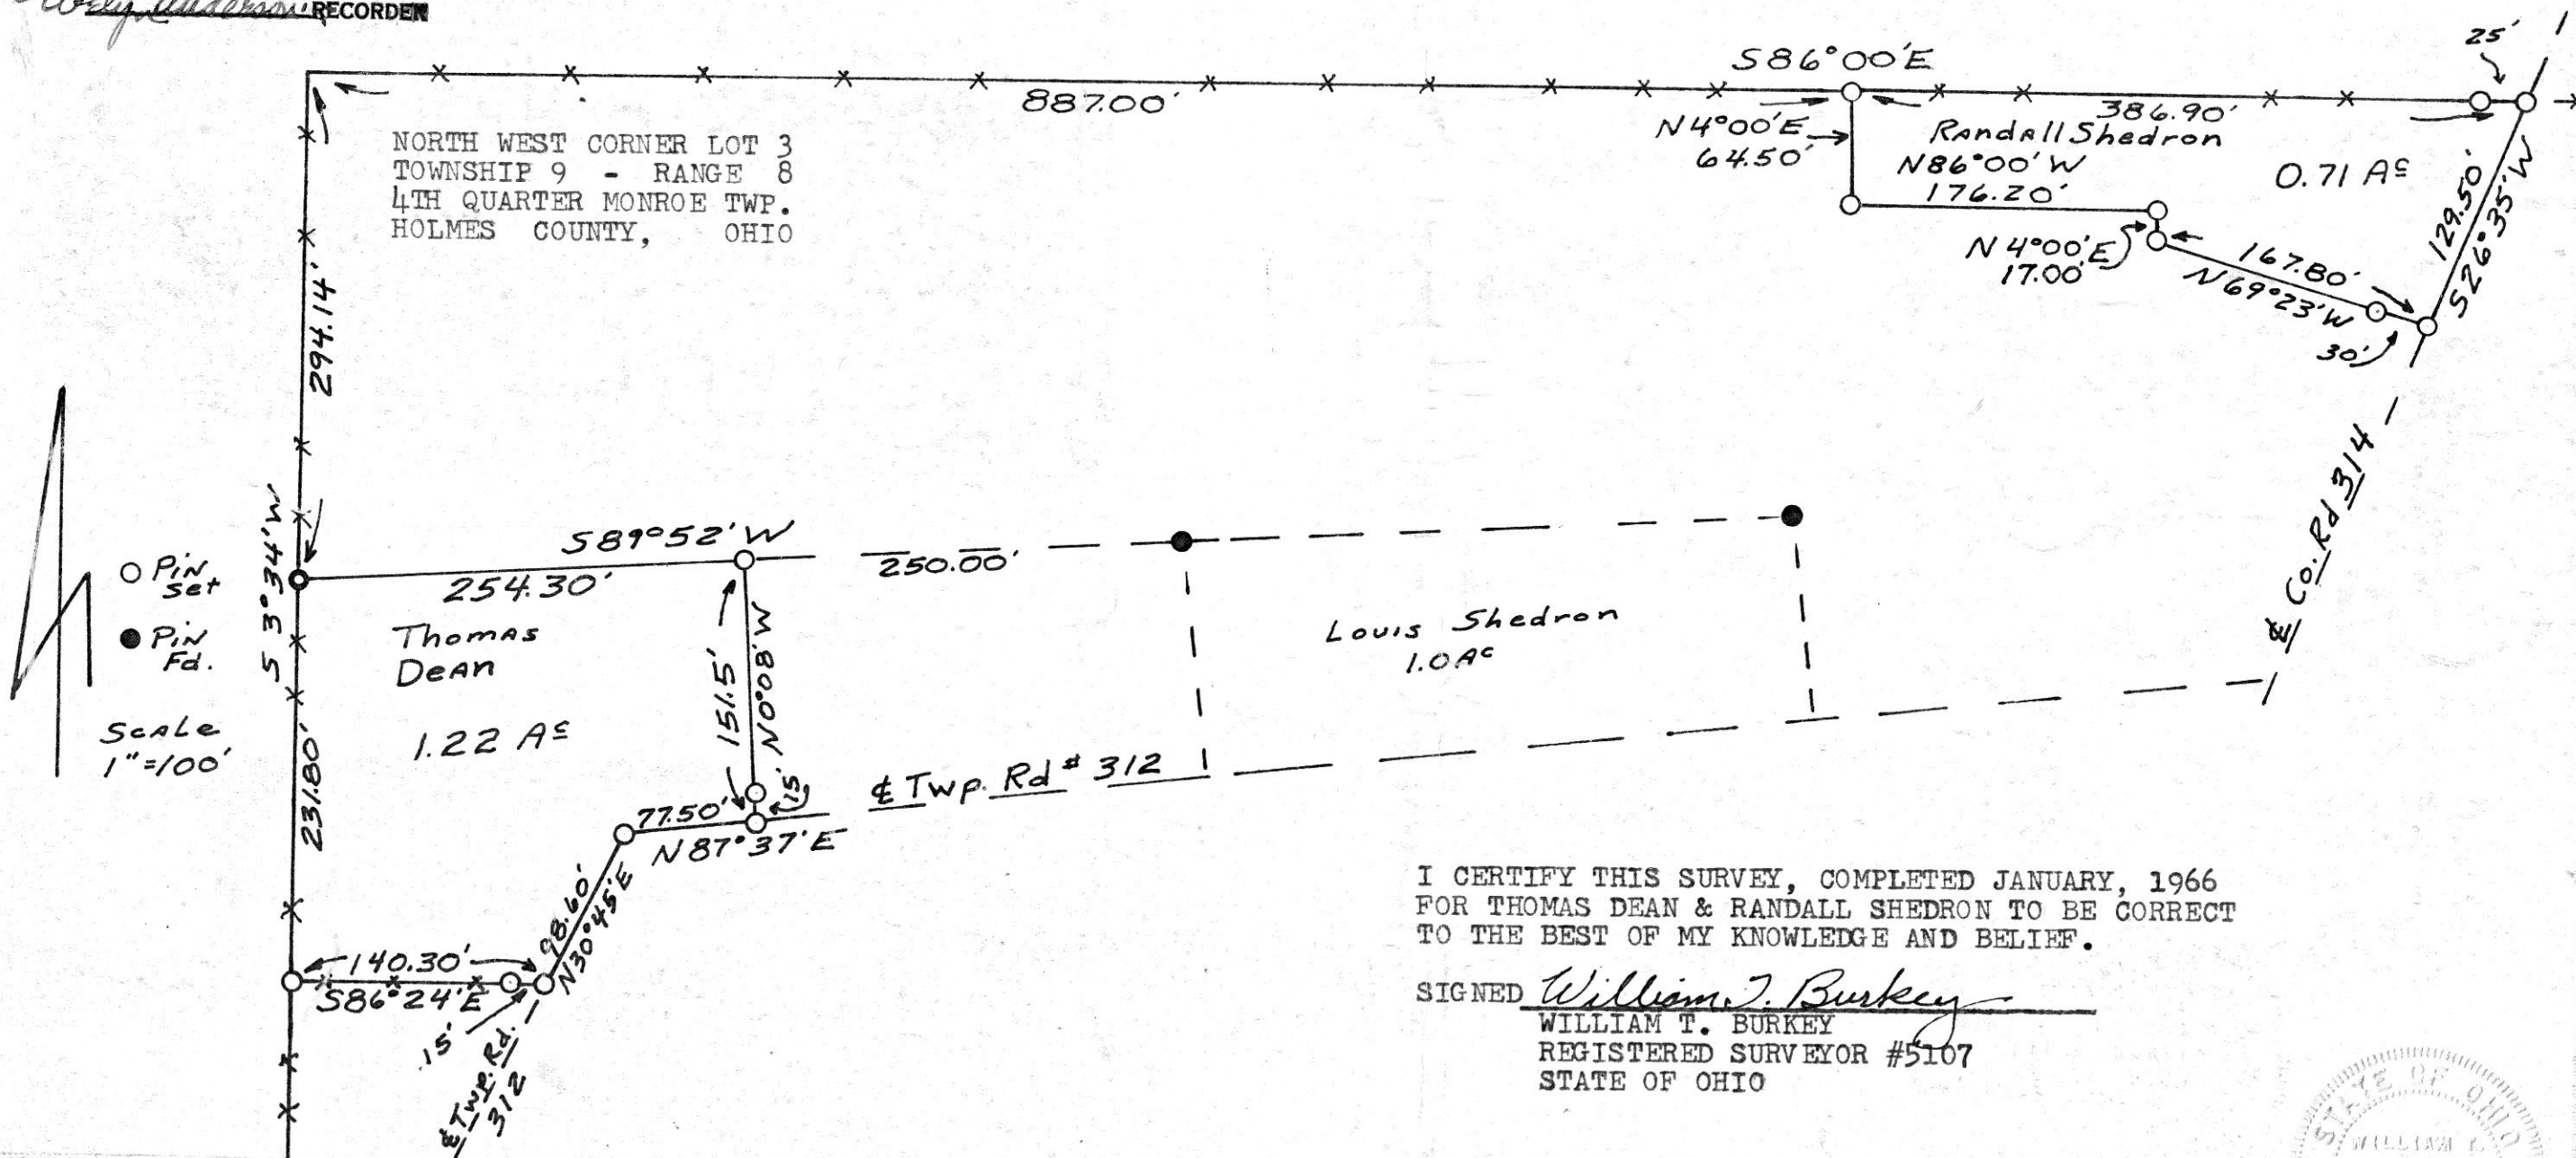 RECORDER
25'
S86°00'E
887.00'
386.90'
N4°00'E
64.50'
Randall Shedron
0.71 Ac
N86°00'W
176.20'
N4°00'E
17.00'
167.80'
N69°23'W
30'
129.50'
S26°35'W
NORTH WEST CORNER LOT 3
TOWNSHIP 9 - RANGE 8
4TH QUARTER MONROE TWP.
HOLMES COUNTY, OHIO
294.14'
S 3°34'W
231.80'
Pin
set
Pin
Fd.
Scale
1"=100'
S89°52'W
254.30'
250.00'
Thomas
Dean
1.22 Ac
151.5'
N0°08'W
15'
77.50'
N87°37'E
98.60'
N30°45'E
140.30'
S86°24'E
15'
℄ Twp. Rd.
312
℄ Twp. Rd # 312
Louis Shedron
1.0 Ac
℄ Co. Rd 314
I CERTIFY THIS SURVEY, COMPLETED JANUARY, 1966
FOR THOMAS DEAN & RANDALL SHEDRON TO BE CORRECT
TO THE BEST OF MY KNOWLEDGE AND BELIEF.
SIGNED William T. Burkey
WILLIAM T. BURKEY
REGISTERED SURVEYOR #5107
STATE OF OHIO
STATE OF OHIO
WILLIAM T.